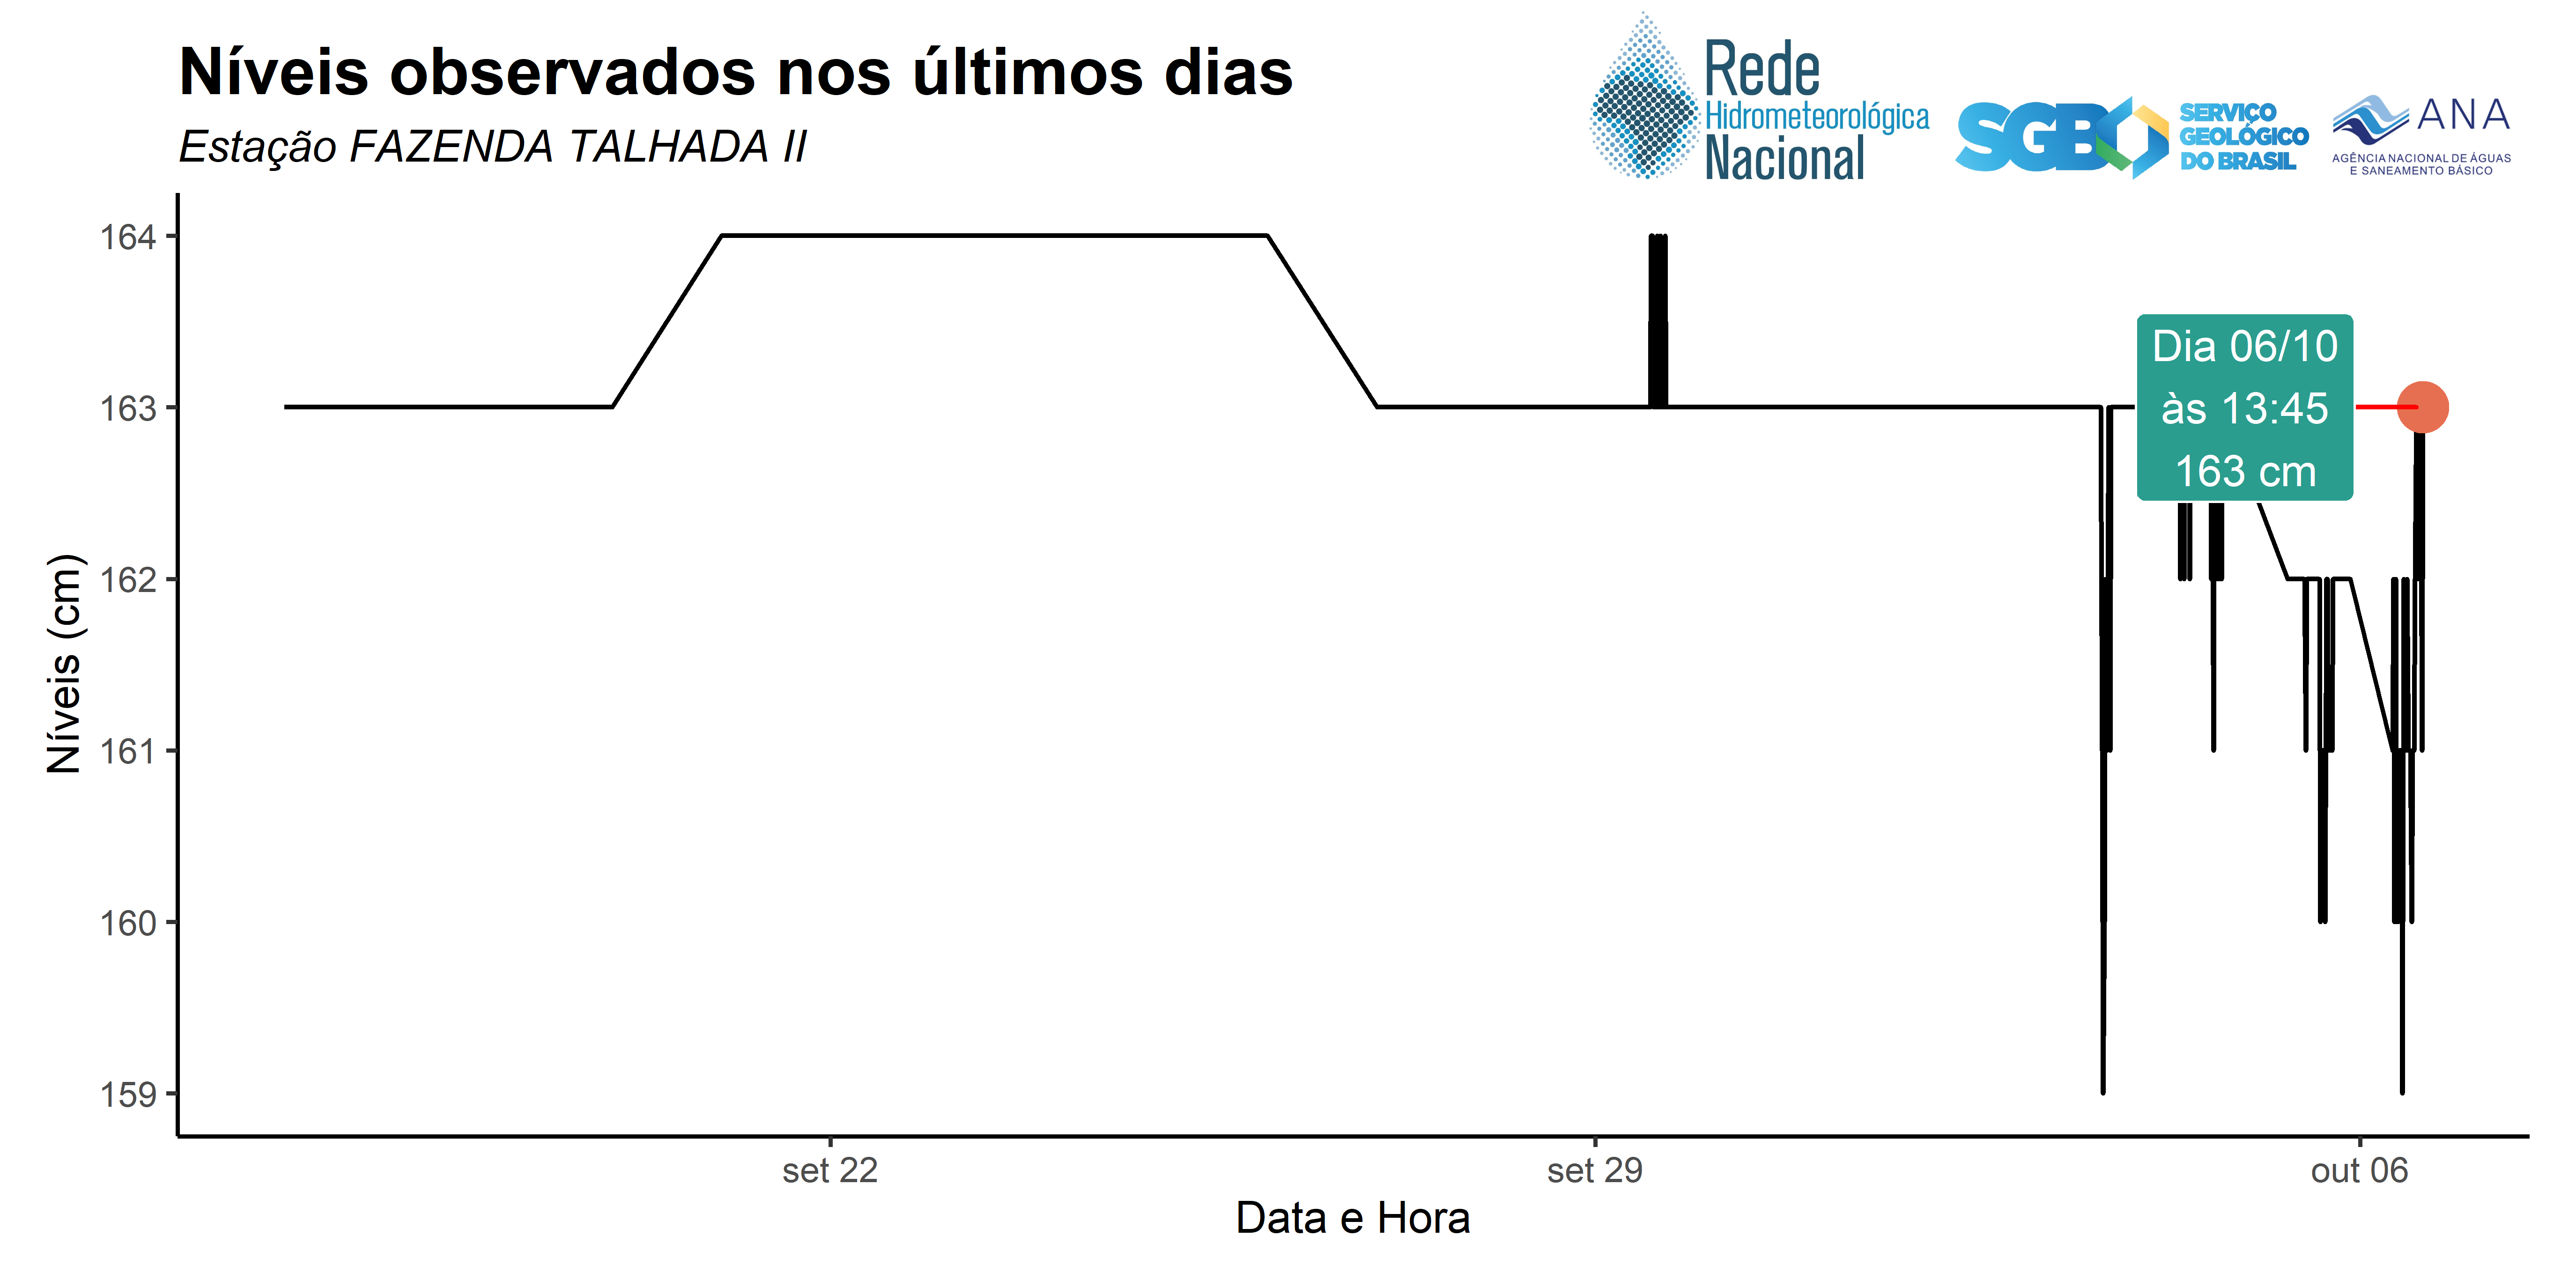 Níveis observados nos últimos dias
Estação FAZENDA TALHADA II
Rede
Hidrometeorológica
Nacional
SGB
SERVIÇO
GEOLÓGICO
DO BRASIL
ANA
AGÊNCIA NACIONAL DE ÁGUAS
E SANEAMENTO BÁSICO
164
163
162
161
160
159
Níveis (cm)
Dia 06/10
às 13:45
163 cm
set 22
set 29
out 06
Data e Hora